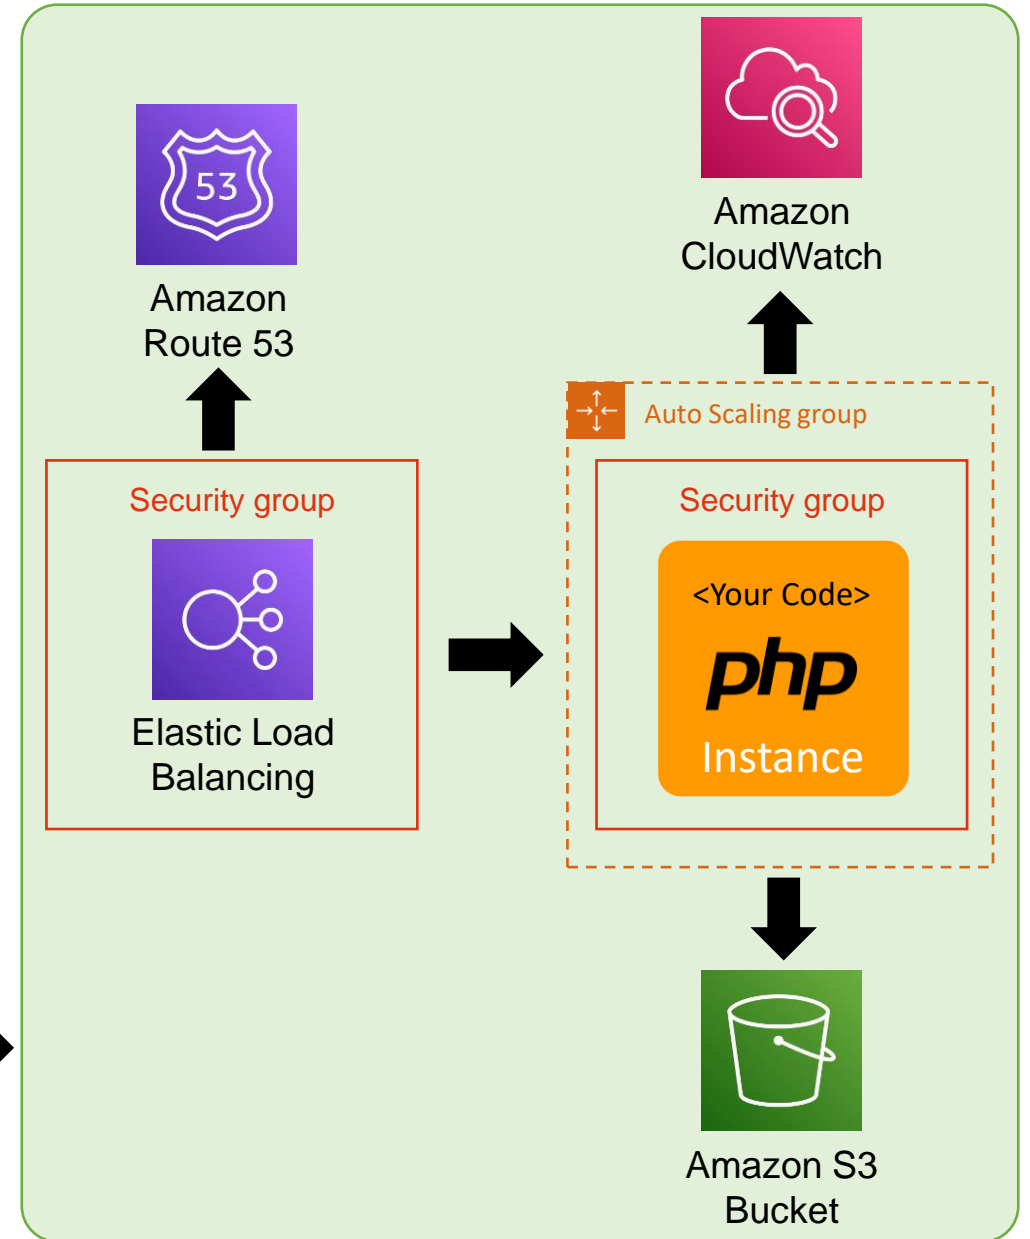 53
Amazon
Route 53
Security group
Elastic Load
Balancing
Amazon
CloudWatch
Auto Scaling group
Security group
<Your Code>
php
Instance
Amazon S3
Bucket